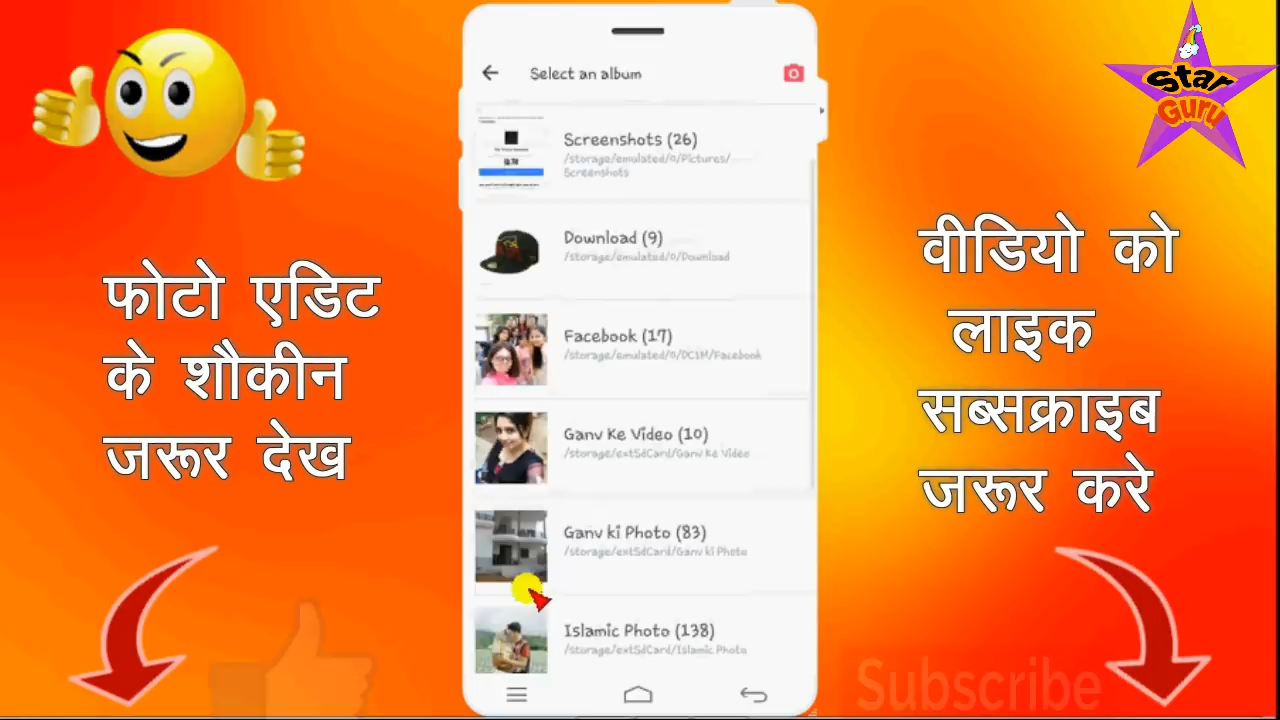 Select an album
Star
Guru
Screenshots (26)
/storage/emulated/0/Pictures/
Screenshots
Download (9)
/storage/emulated/0/Download
Facebook (17)
/storage/emulated/0/DCIM/Facebook
Ganv Ke Video (10)
/storage/extSdCard/Ganv Ke Video
Ganv ki Photo (83)
/storage/extSdCard/Ganv ki Photo
Islamic Photo (138)
/storage/extSdCard/Islamic Photo
फोटो एडिट
के शौकीन
जरूर देख
वीडियो को
लाइक
सब्सक्राइब
जरूर करे
Subscribe